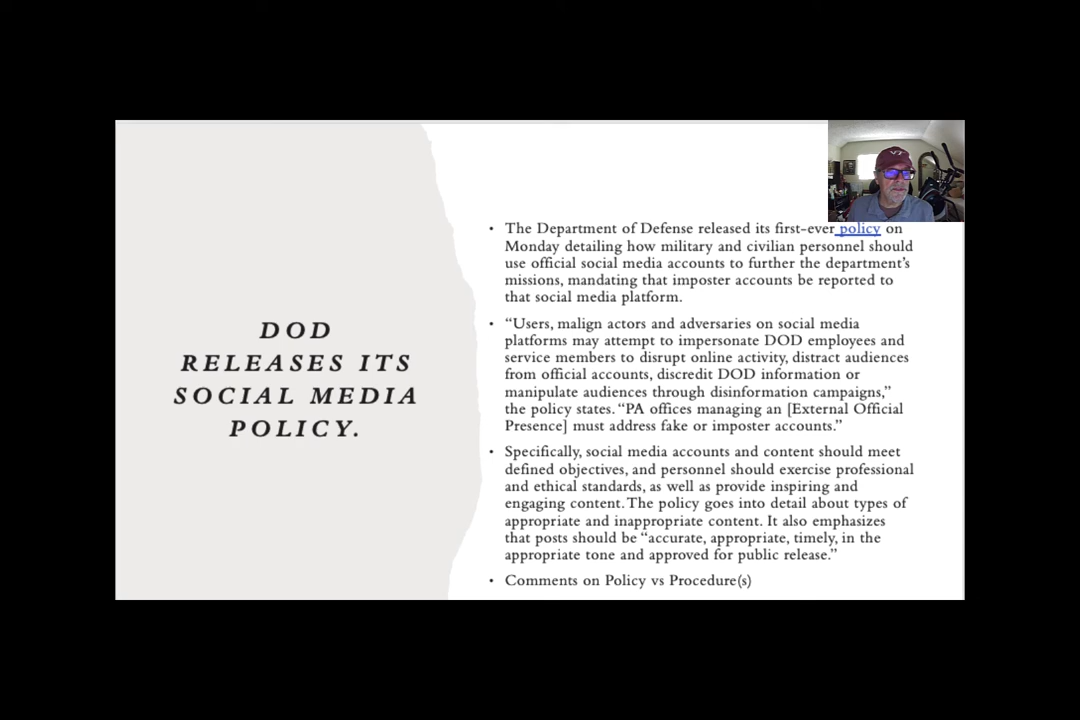 DOD
RELEASES ITS
SOCIAL MEDIA
POLICY.
• The Department of Defense released its first-ever policy on
Monday detailing how military and civilian personnel should
use official social media accounts to further the department’s
missions, mandating that imposter accounts be reported to
that social media platform.
• “Users, malign actors and adversaries on social media
platforms may attempt to impersonate DOD employees and
service members to disrupt online activity, distract audiences
from official accounts, discredit DOD information or
manipulate audiences through disinformation campaigns,”
the policy states. “PA offices managing an [External Official
Presence] must address fake or imposter accounts.”
• Specifically, social media accounts and content should meet
defined objectives, and personnel should exercise professional
and ethical standards, as well as provide inspiring and
engaging content. The policy goes into detail about types of
appropriate and inappropriate content. It also emphasizes
that posts should be “accurate, appropriate, timely, in the
appropriate tone and approved for public release.”
• Comments on Policy vs Procedure(s)
VT